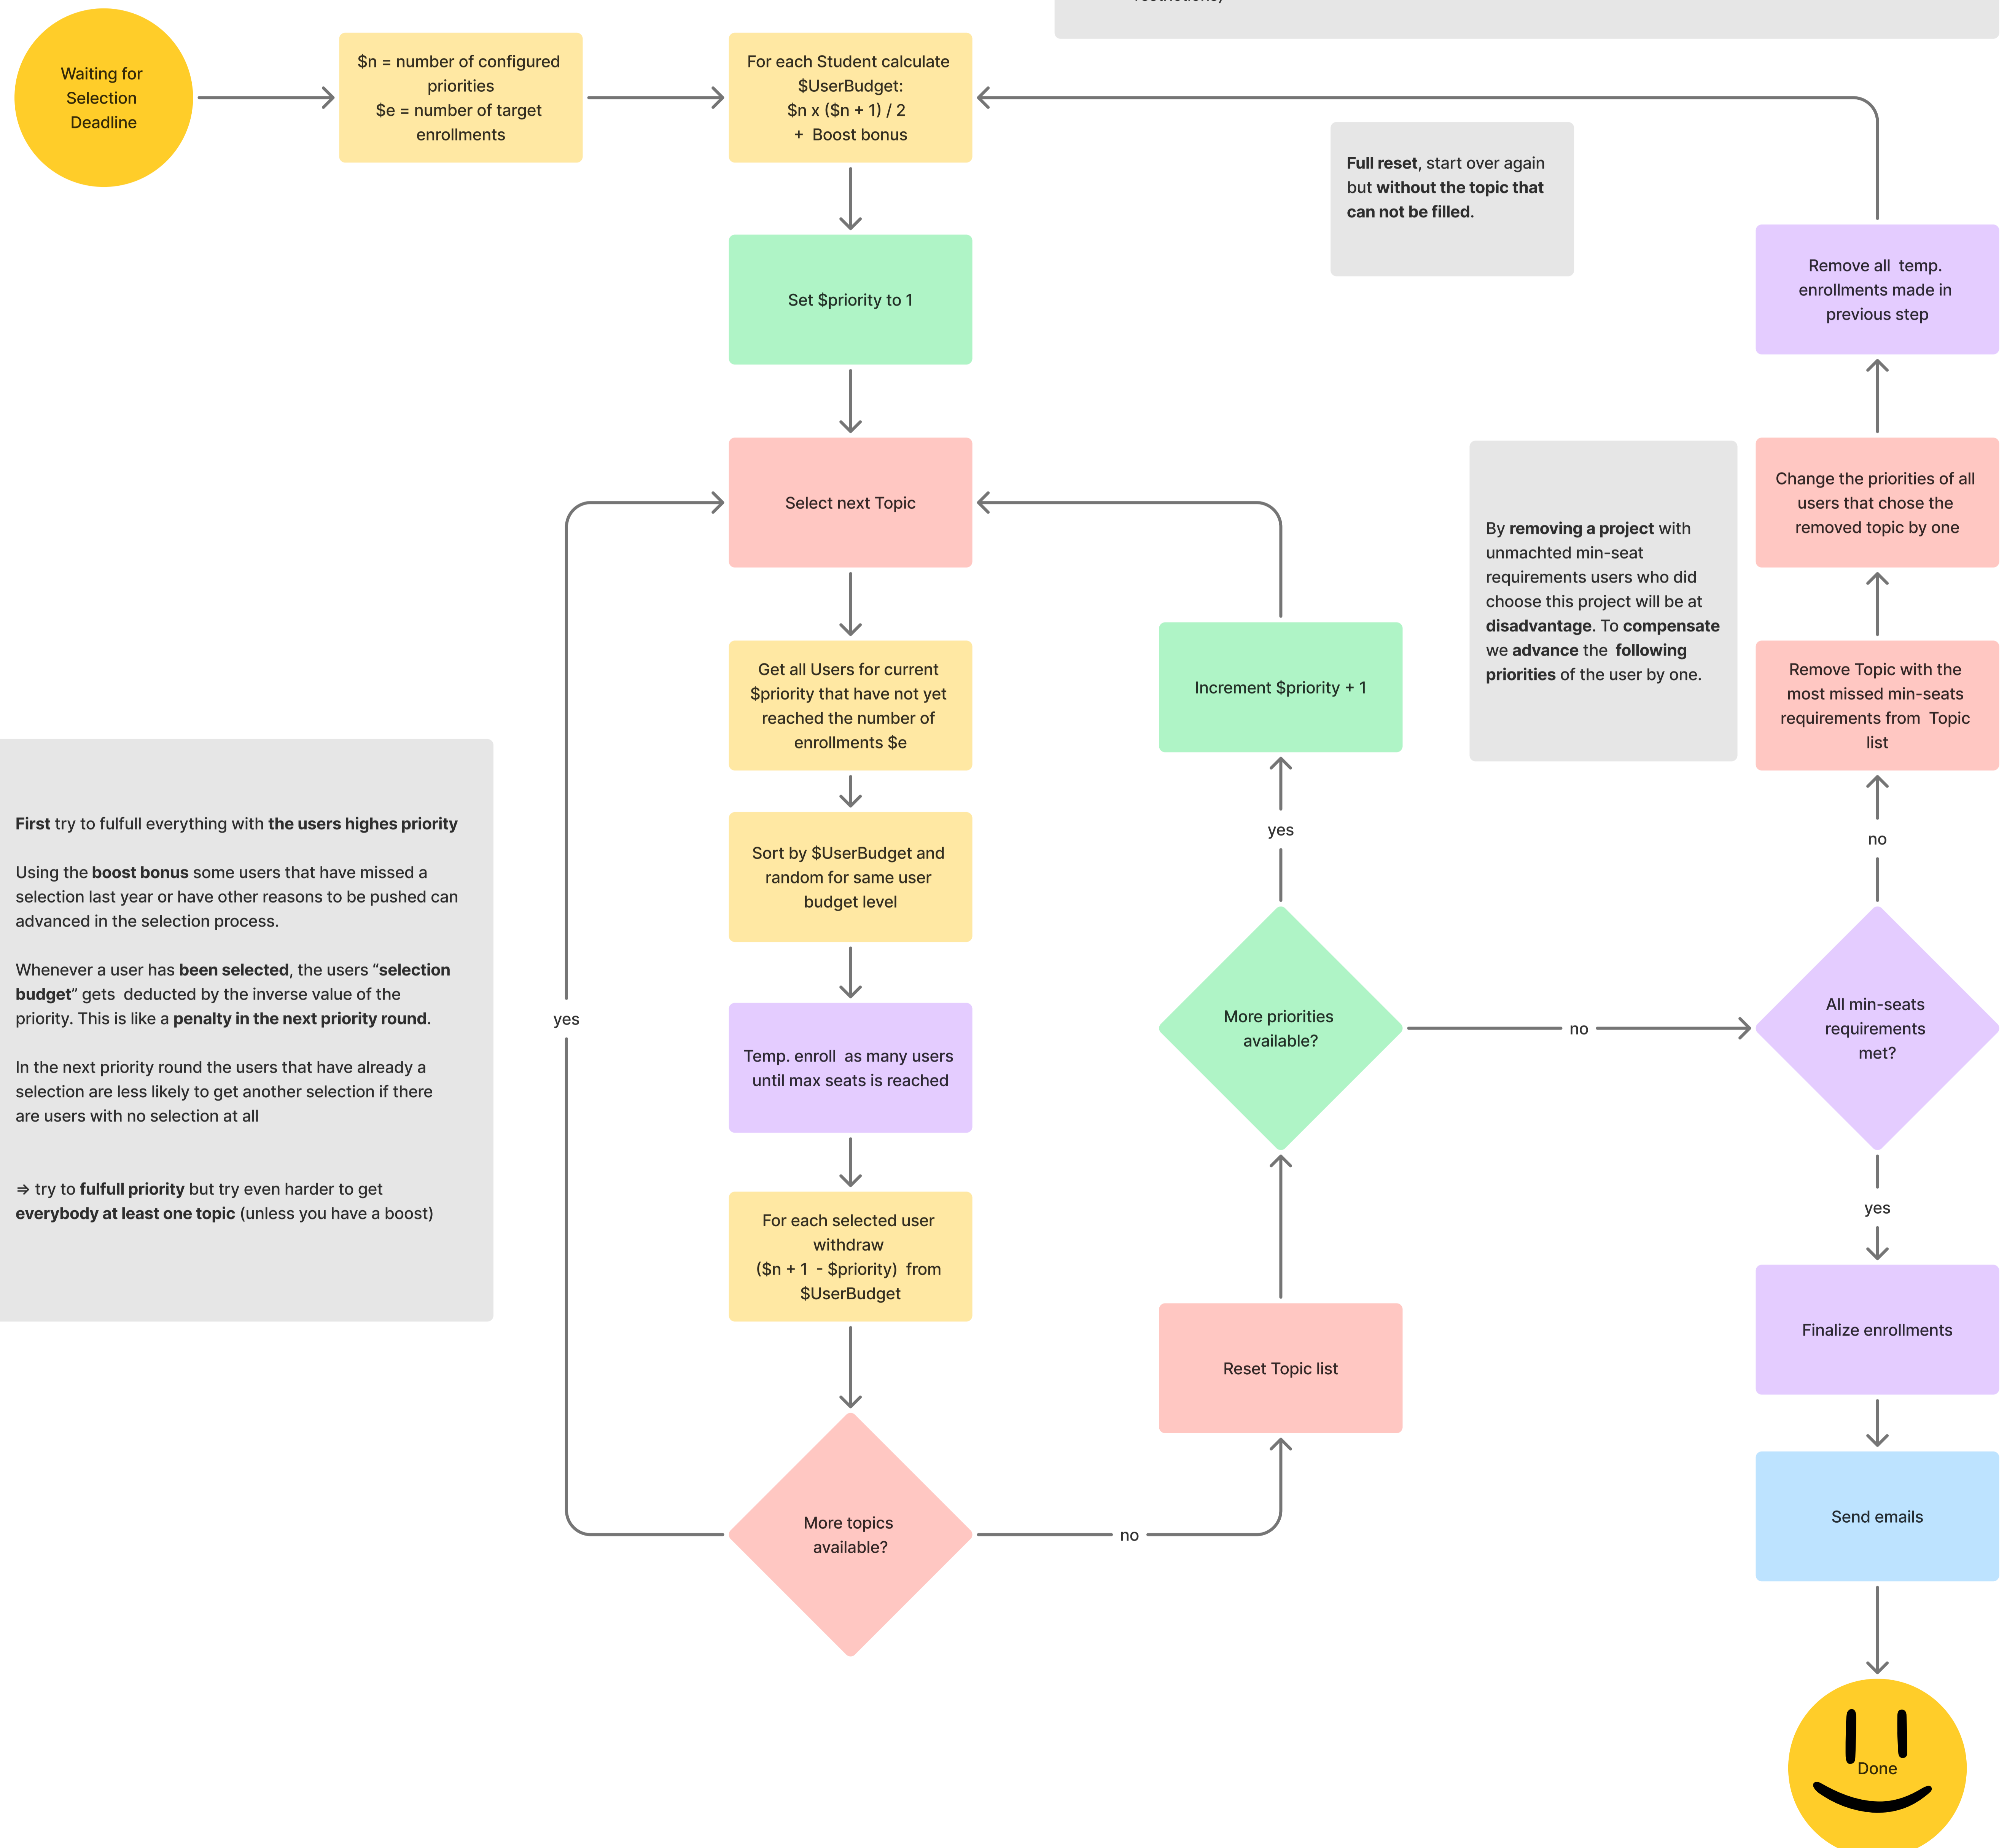 restrictions)
Waiting for
Selection
Deadline
$n = number of configured
priorities
$e = number of target
enrollments
For each Student calculate
$UserBudget:
$n x ($n + 1) / 2
+ Boost bonus
Full reset, start over again
but without the topic that
can not be filled.
Set $priority to 1
Remove all temp.
enrollments made in
previous step
Select next Topic
Change the priorities of all
users that chose the
removed topic by one
By removing a project with
unmachted min-seat
requirements users who did
choose this project will be at
disadvantage. To compensate
we advance the following
priorities of the user by one.
Get all Users for current
$priority that have not yet
reached the number of
enrollments $e
Increment $priority + 1
Remove Topic with the
most missed min-seats
requirements from Topic
list
First try to fulfull everything with the users highes priority
Using the boost bonus some users that have missed a
selection last year or have other reasons to be pushed can
advanced in the selection process.
Whenever a user has been selected, the users “selection
budget” gets deducted by the inverse value of the
priority. This is like a penalty in the next priority round.
In the next priority round the users that have already a
selection are less likely to get another selection if there
are users with no selection at all
⇒ try to fulfull priority but try even harder to get
everybody at least one topic (unless you have a boost)
yes
Sort by $UserBudget and
random for same user
budget level
yes
no
Temp. enroll as many users
until max seats is reached
More priorities
available?
no
All min-seats
requirements
met?
yes
For each selected user
withdraw
($n + 1 - $priority) from
$UserBudget
Reset Topic list
Finalize enrollments
More topics
available?
no
Send emails
Done